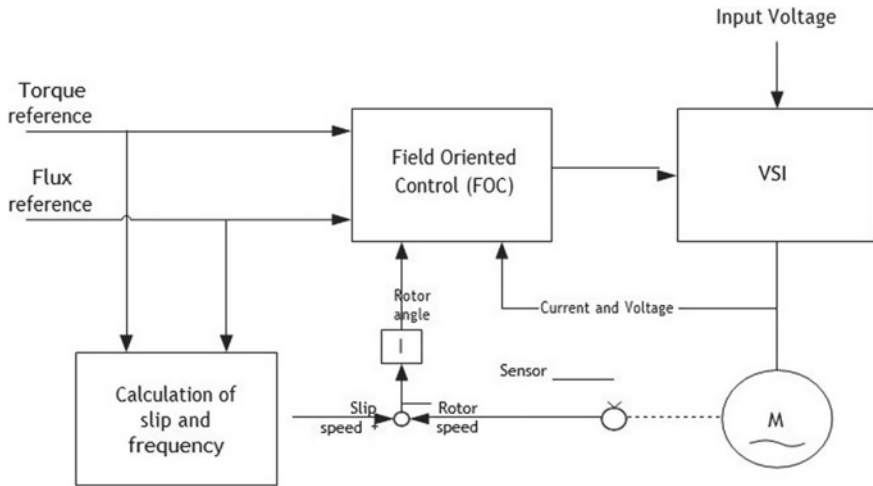 Input Voltage
Torque
reference
Flux
reference
Field Oriented
Control (FOC)
VSI
Rotor
angle
Current and Voltage
I
Sensor
Calculation of
slip and
frequency
Slip
speed +
Rotor
speed
M